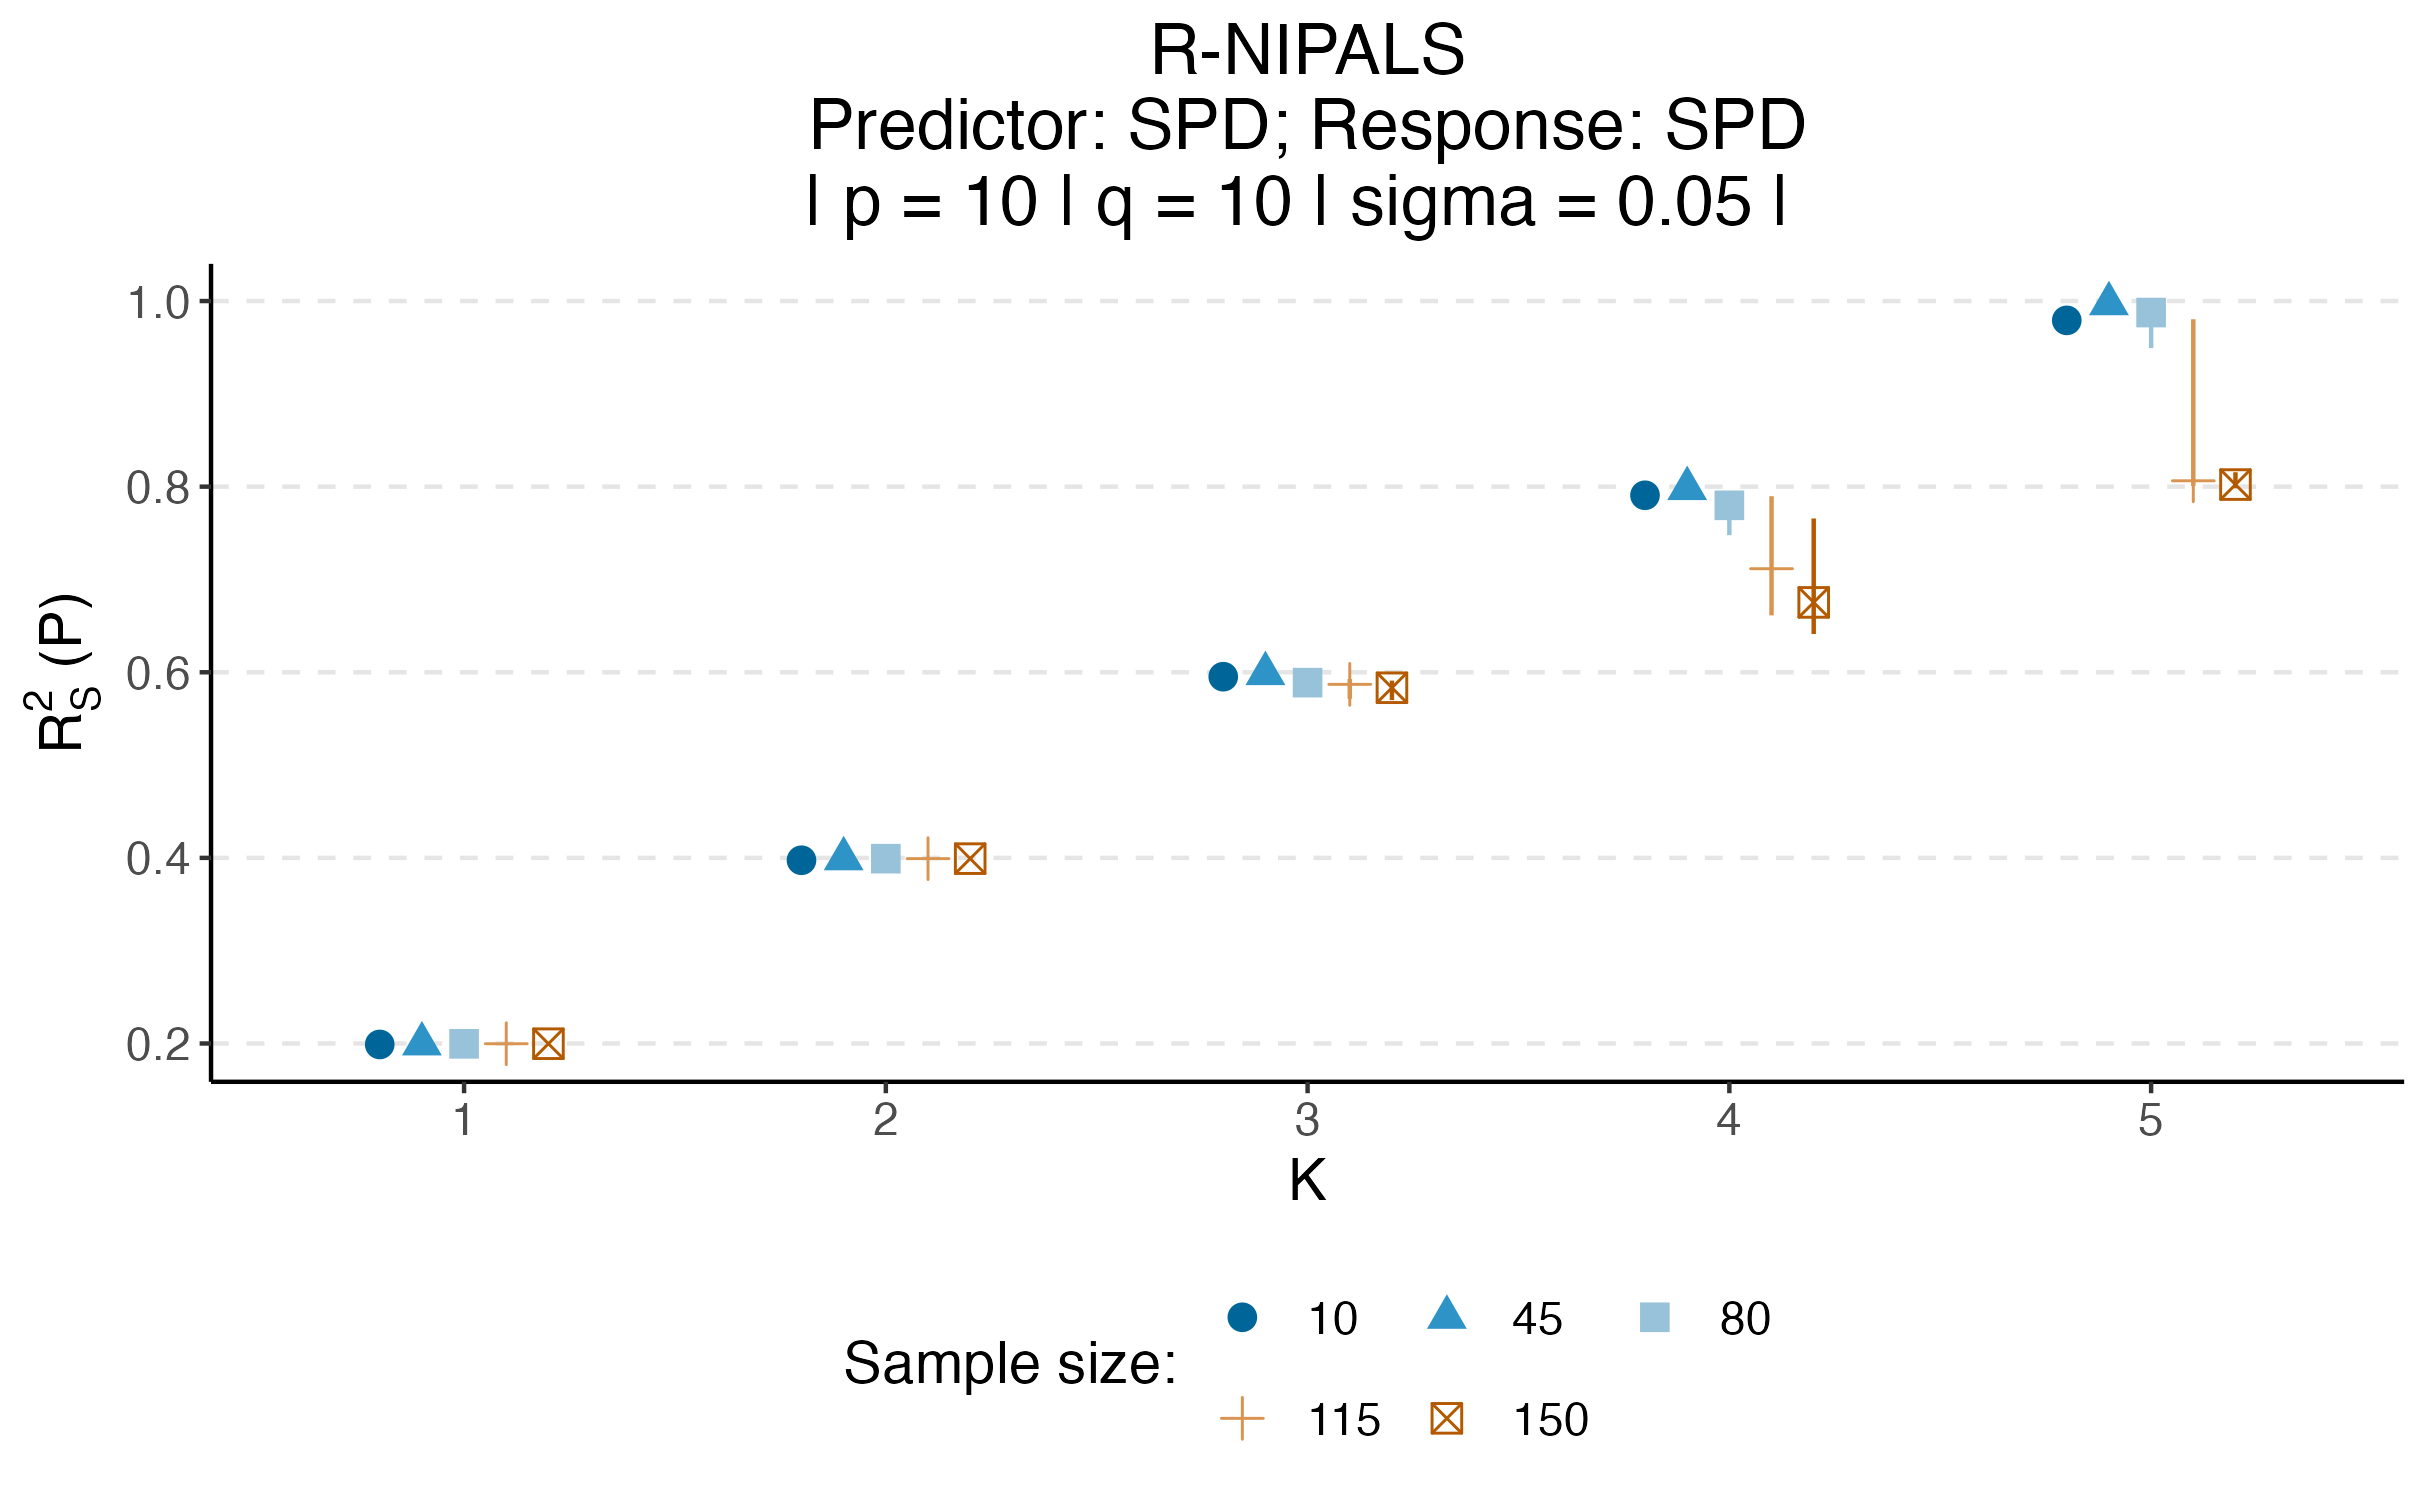 R-NIPALS
Predictor: SPD; Response: SPD
| p = 10 | q = 10 | sigma = 0.05 |
R²S (P)
1.0
0.8
0.6
0.4
0.2
1 2 3 4 5
K
Sample size:
10 45 80
115 150